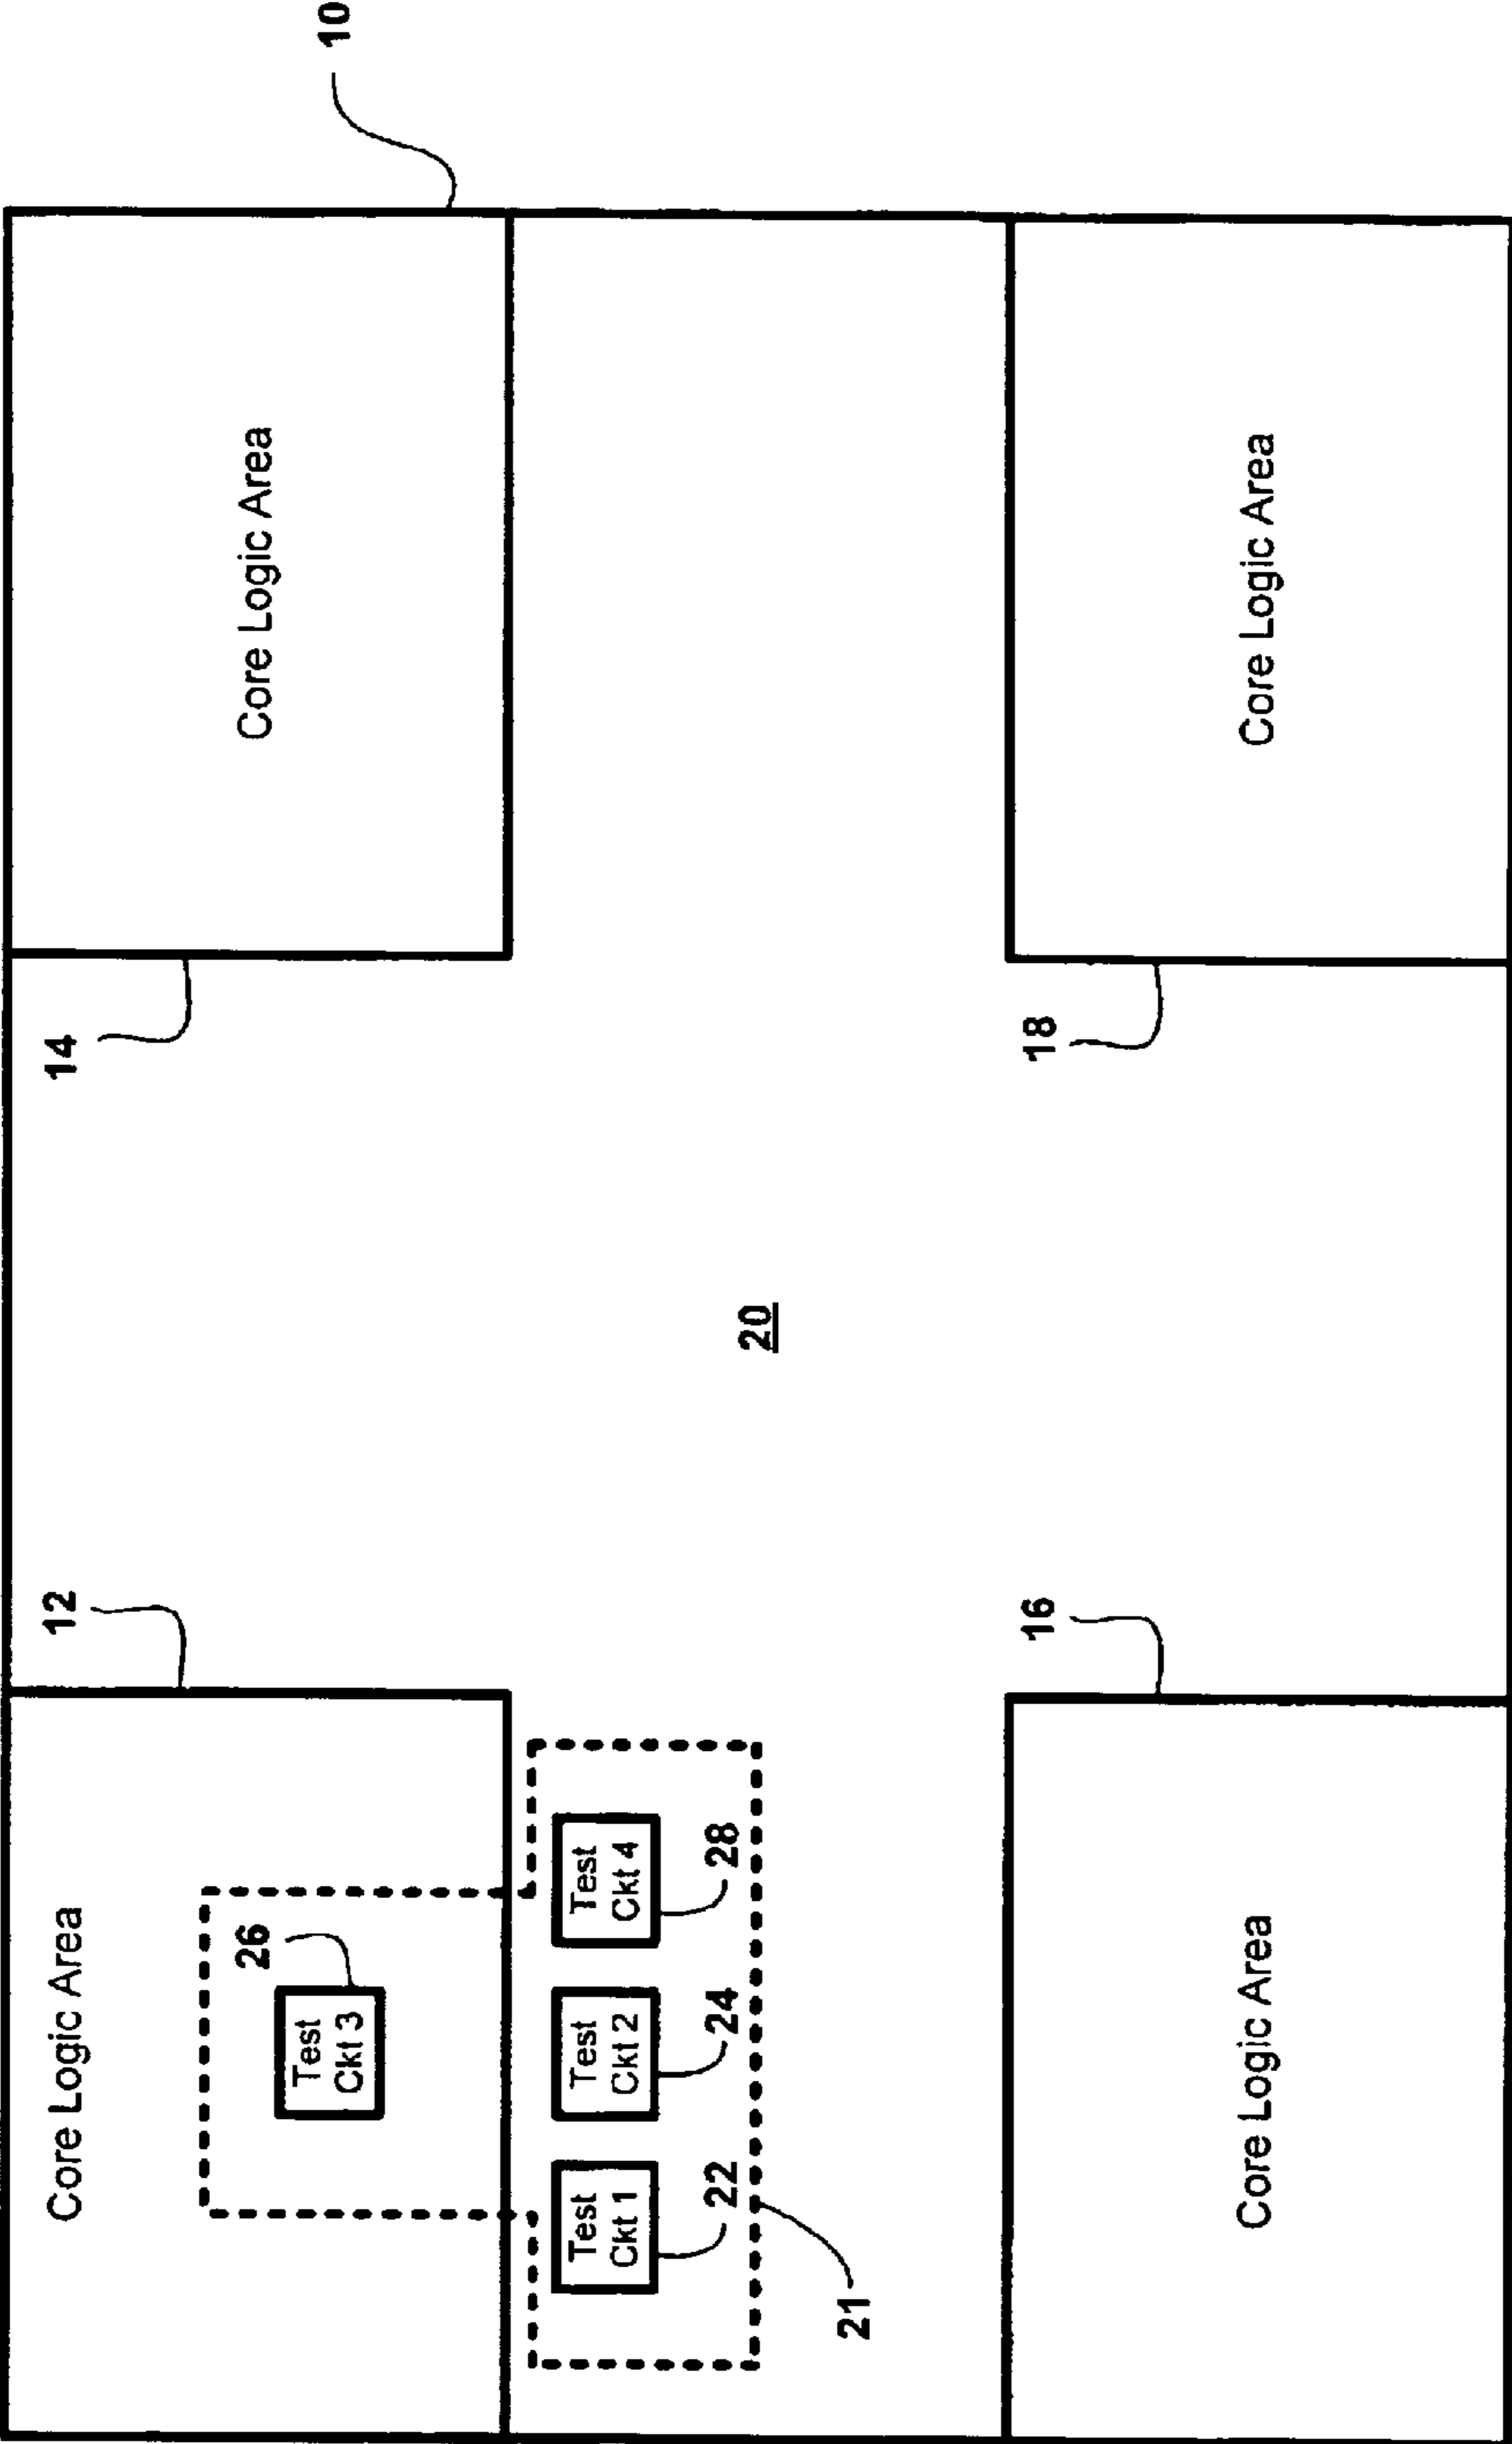 10
Core Logic Area
12
14
Core Logic Area
26
Test
Ckt 3
Test
Ckt 1
Test
Ckt 2
Test
Ckt 4
22
24
28
21
20
Core Logic Area
16
18
Core Logic Area